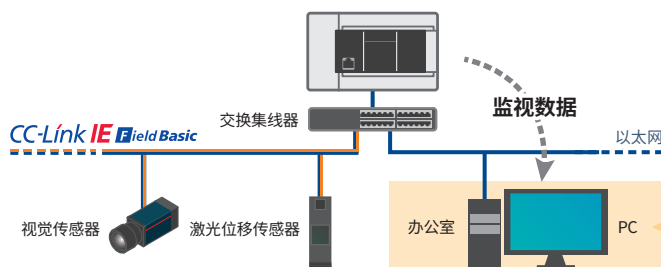 监视数据
交换集线器
CC-Link IE Field Basic
以太网
视觉传感器
激光位移传感器
办公室
PC